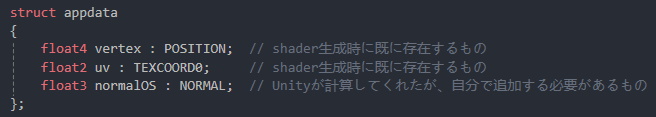 struct appdata
{
float4 vertex : POSITION;  // shader生成時に既に存在するもの
float2 uv : TEXCOORD0;     // shader生成時に既に存在するもの
float3 normalOS : NORMAL;  // Unityが計算してくれたが、自分で追加する必要があるもの
};